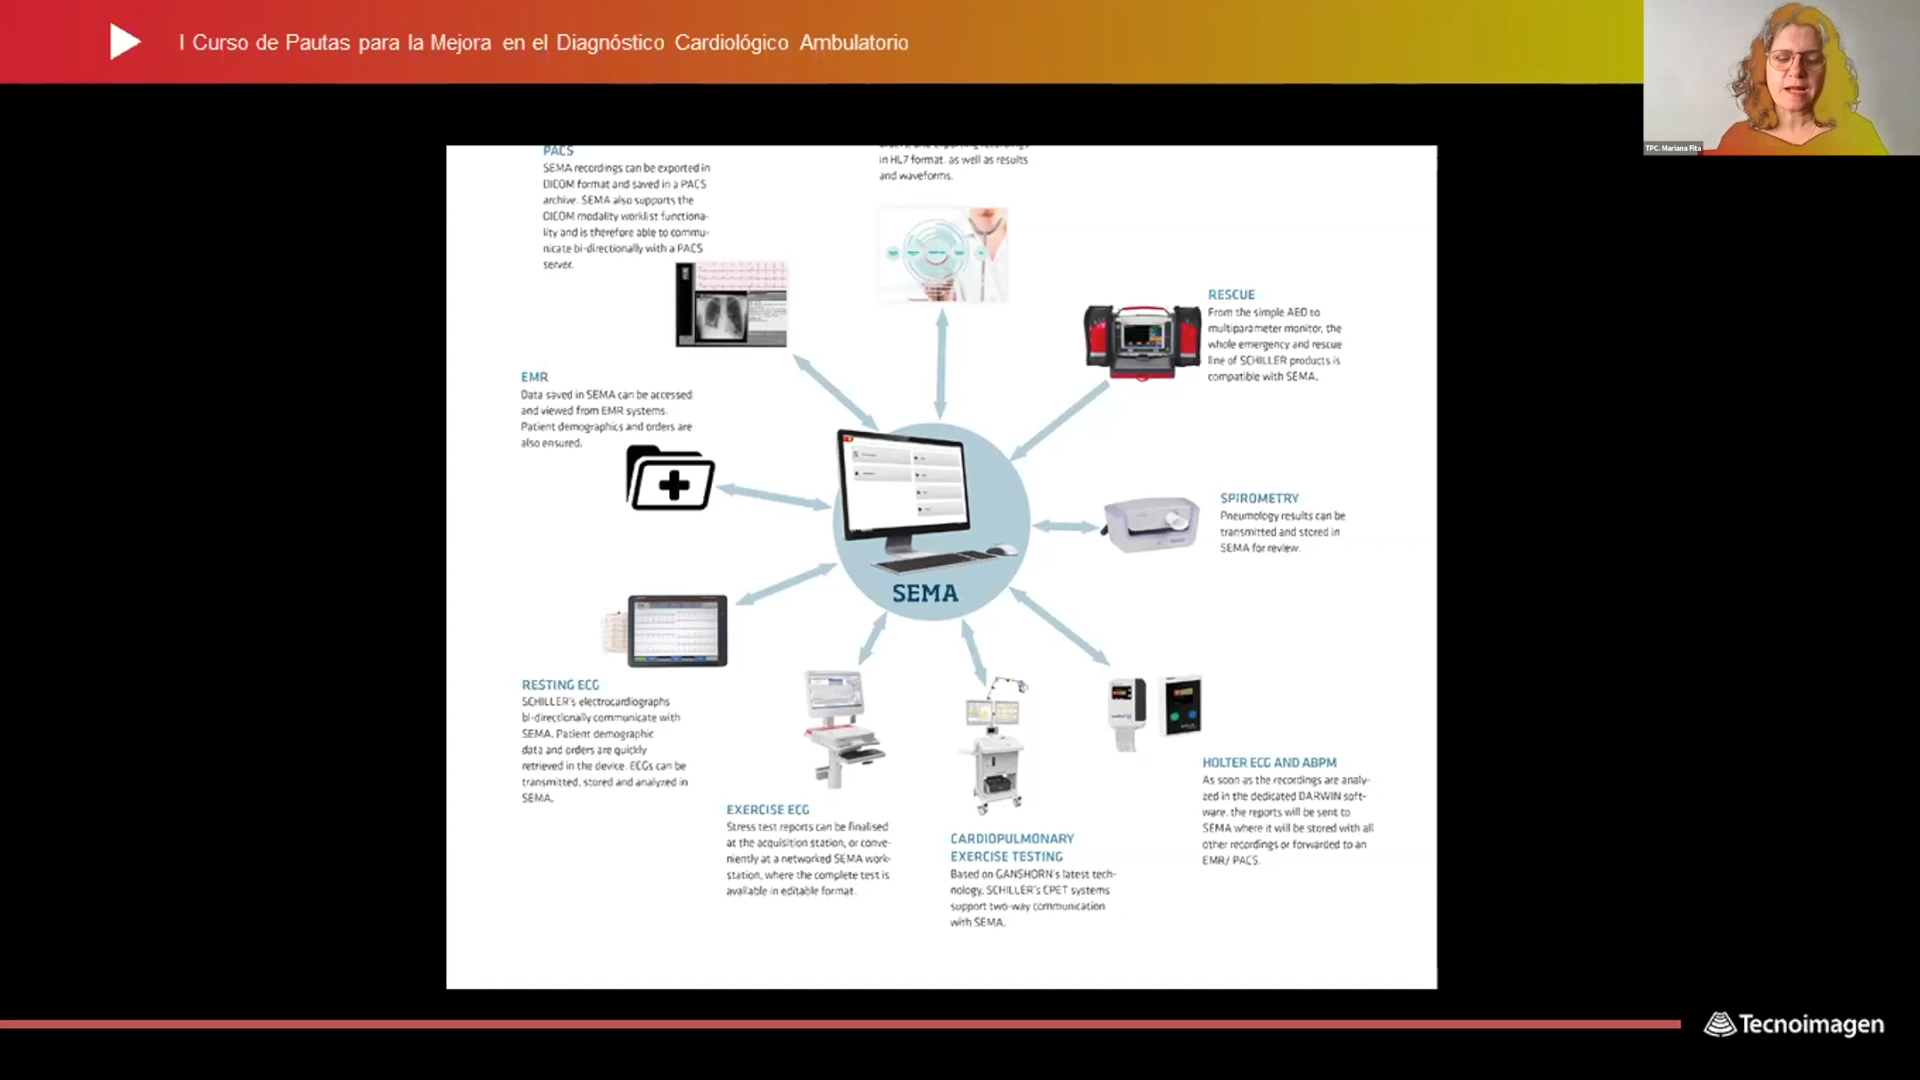 I Curso de Pautas para la Mejora en el Diagnóstico Cardiológico Ambulatorio
TPC. Mariana Fita
PACS
SEMA recordings can be exported in
DICOM format and saved in a PACS
archive. SEMA also supports the
DICOM modality worklist functiona-
lity and is therefore able to commu-
nicate bi-directionally with a PACS
server.
in HL7 format, as well as results
and waveforms.
RESCUE
From the simple AED to
multiparameter monitor, the
whole emergency and rescue
line of SCHILLER products is
compatible with SEMA.
EMR
Data saved in SEMA can be accessed
and viewed from EMR systems.
Patient demographics and orders are
also ensured.
SPIROMETRY
Pneumology results can be
transmitted and stored in
SEMA for review.
SEMA
RESTING ECG
SCHILLER's electrocardiographs
bi-directionally communicate with
SEMA. Patient demographic
data and orders are quickly
retrieved in the device. ECGs can be
transmitted, stored and analyzed in
SEMA.
EXERCISE ECG
Stress test reports can be finalised
at the acquisition station, or conve-
niently at a networked SEMA work-
station, where the complete test is
available in editable format.
CARDIOPULMONARY
EXERCISE TESTING
Based on GANSHORN's latest tech-
nology, SCHILLER's CPET systems
support two-way communication
with SEMA.
HOLTER ECG AND ABPM
As soon as the recordings are analy-
zed in the dedicated DARWIN soft-
ware, the reports will be sent to
SEMA where it will be stored with all
other recordings or forwarded to an
EMR/ PACS.
Tecnoimagen